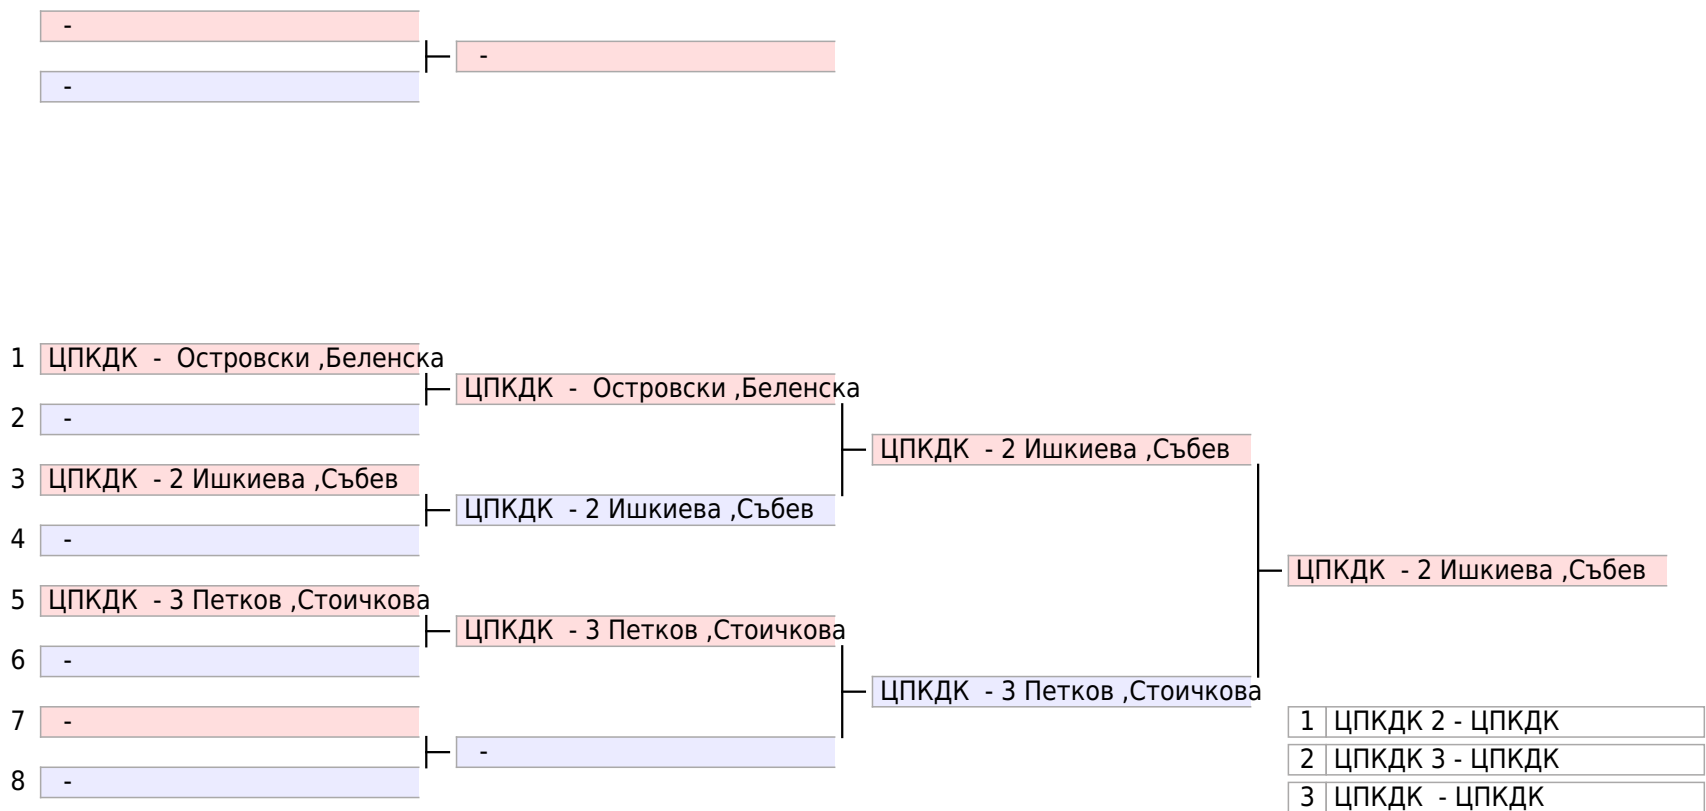 -
-
-
1 ЦПКДК - Островски ,Беленска
ЦПКДК - Островски ,Беленска
2 -
ЦПКДК - 2 Ишкиева ,Събев
3 ЦПКДК - 2 Ишкиева ,Събев
ЦПКДК - 2 Ишкиева ,Събев
4 -
ЦПКДК - 2 Ишкиева ,Събев
5 ЦПКДК - 3 Петков ,Стоичкова
ЦПКДК - 3 Петков ,Стоичкова
6 -
ЦПКДК - 3 Петков ,Стоичкова
7 -
1 ЦПКДК 2 - ЦПКДК
-
2 ЦПКДК 3 - ЦПКДК
8 -
3 ЦПКДК - ЦПКДК